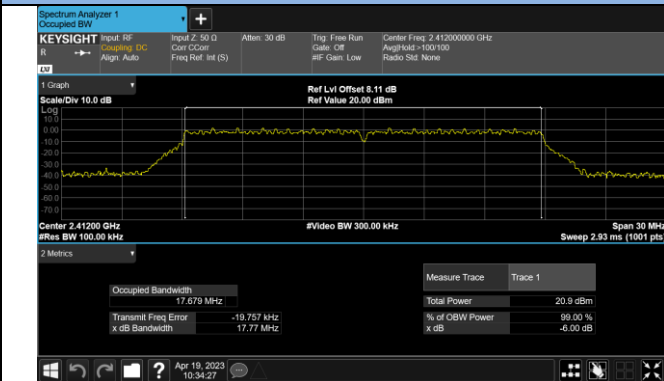 Spectrum Analyzer 1
Occupied BW
KEYSIGHT Input: RF Input Z: 50 Ω Atten: 30 dB Trig: Free Run Center Freq: 2.412000000 GHz
R Coupling: DC Corr CCorr Gate: Off Avg|Hold:>100/100
Align: Auto Freq Ref: Int (S) #IF Gain: Low Radio Std: None
LXI
1 Graph
Ref Lvl Offset 8.11 dB
Scale/Div 10.0 dB Ref Value 20.00 dBm
Log
10.0
0.00
-10.0
-20.0
-30.0
-40.0
-50.0
-60.0
-70.0
Center 2.41200 GHz #Video BW 300.00 kHz Span 30 MHz
#Res BW 100.00 kHz Sweep 2.93 ms (1001 pts)
2 Metrics
Measure Trace Trace 1
Occupied Bandwidth
17.679 MHz Total Power 20.9 dBm
Transmit Freq Error -19.757 kHz % of OBW Power 99.00 %
x dB Bandwidth 17.77 MHz x dB -6.00 dB
? Apr 19, 2023
10:34:27